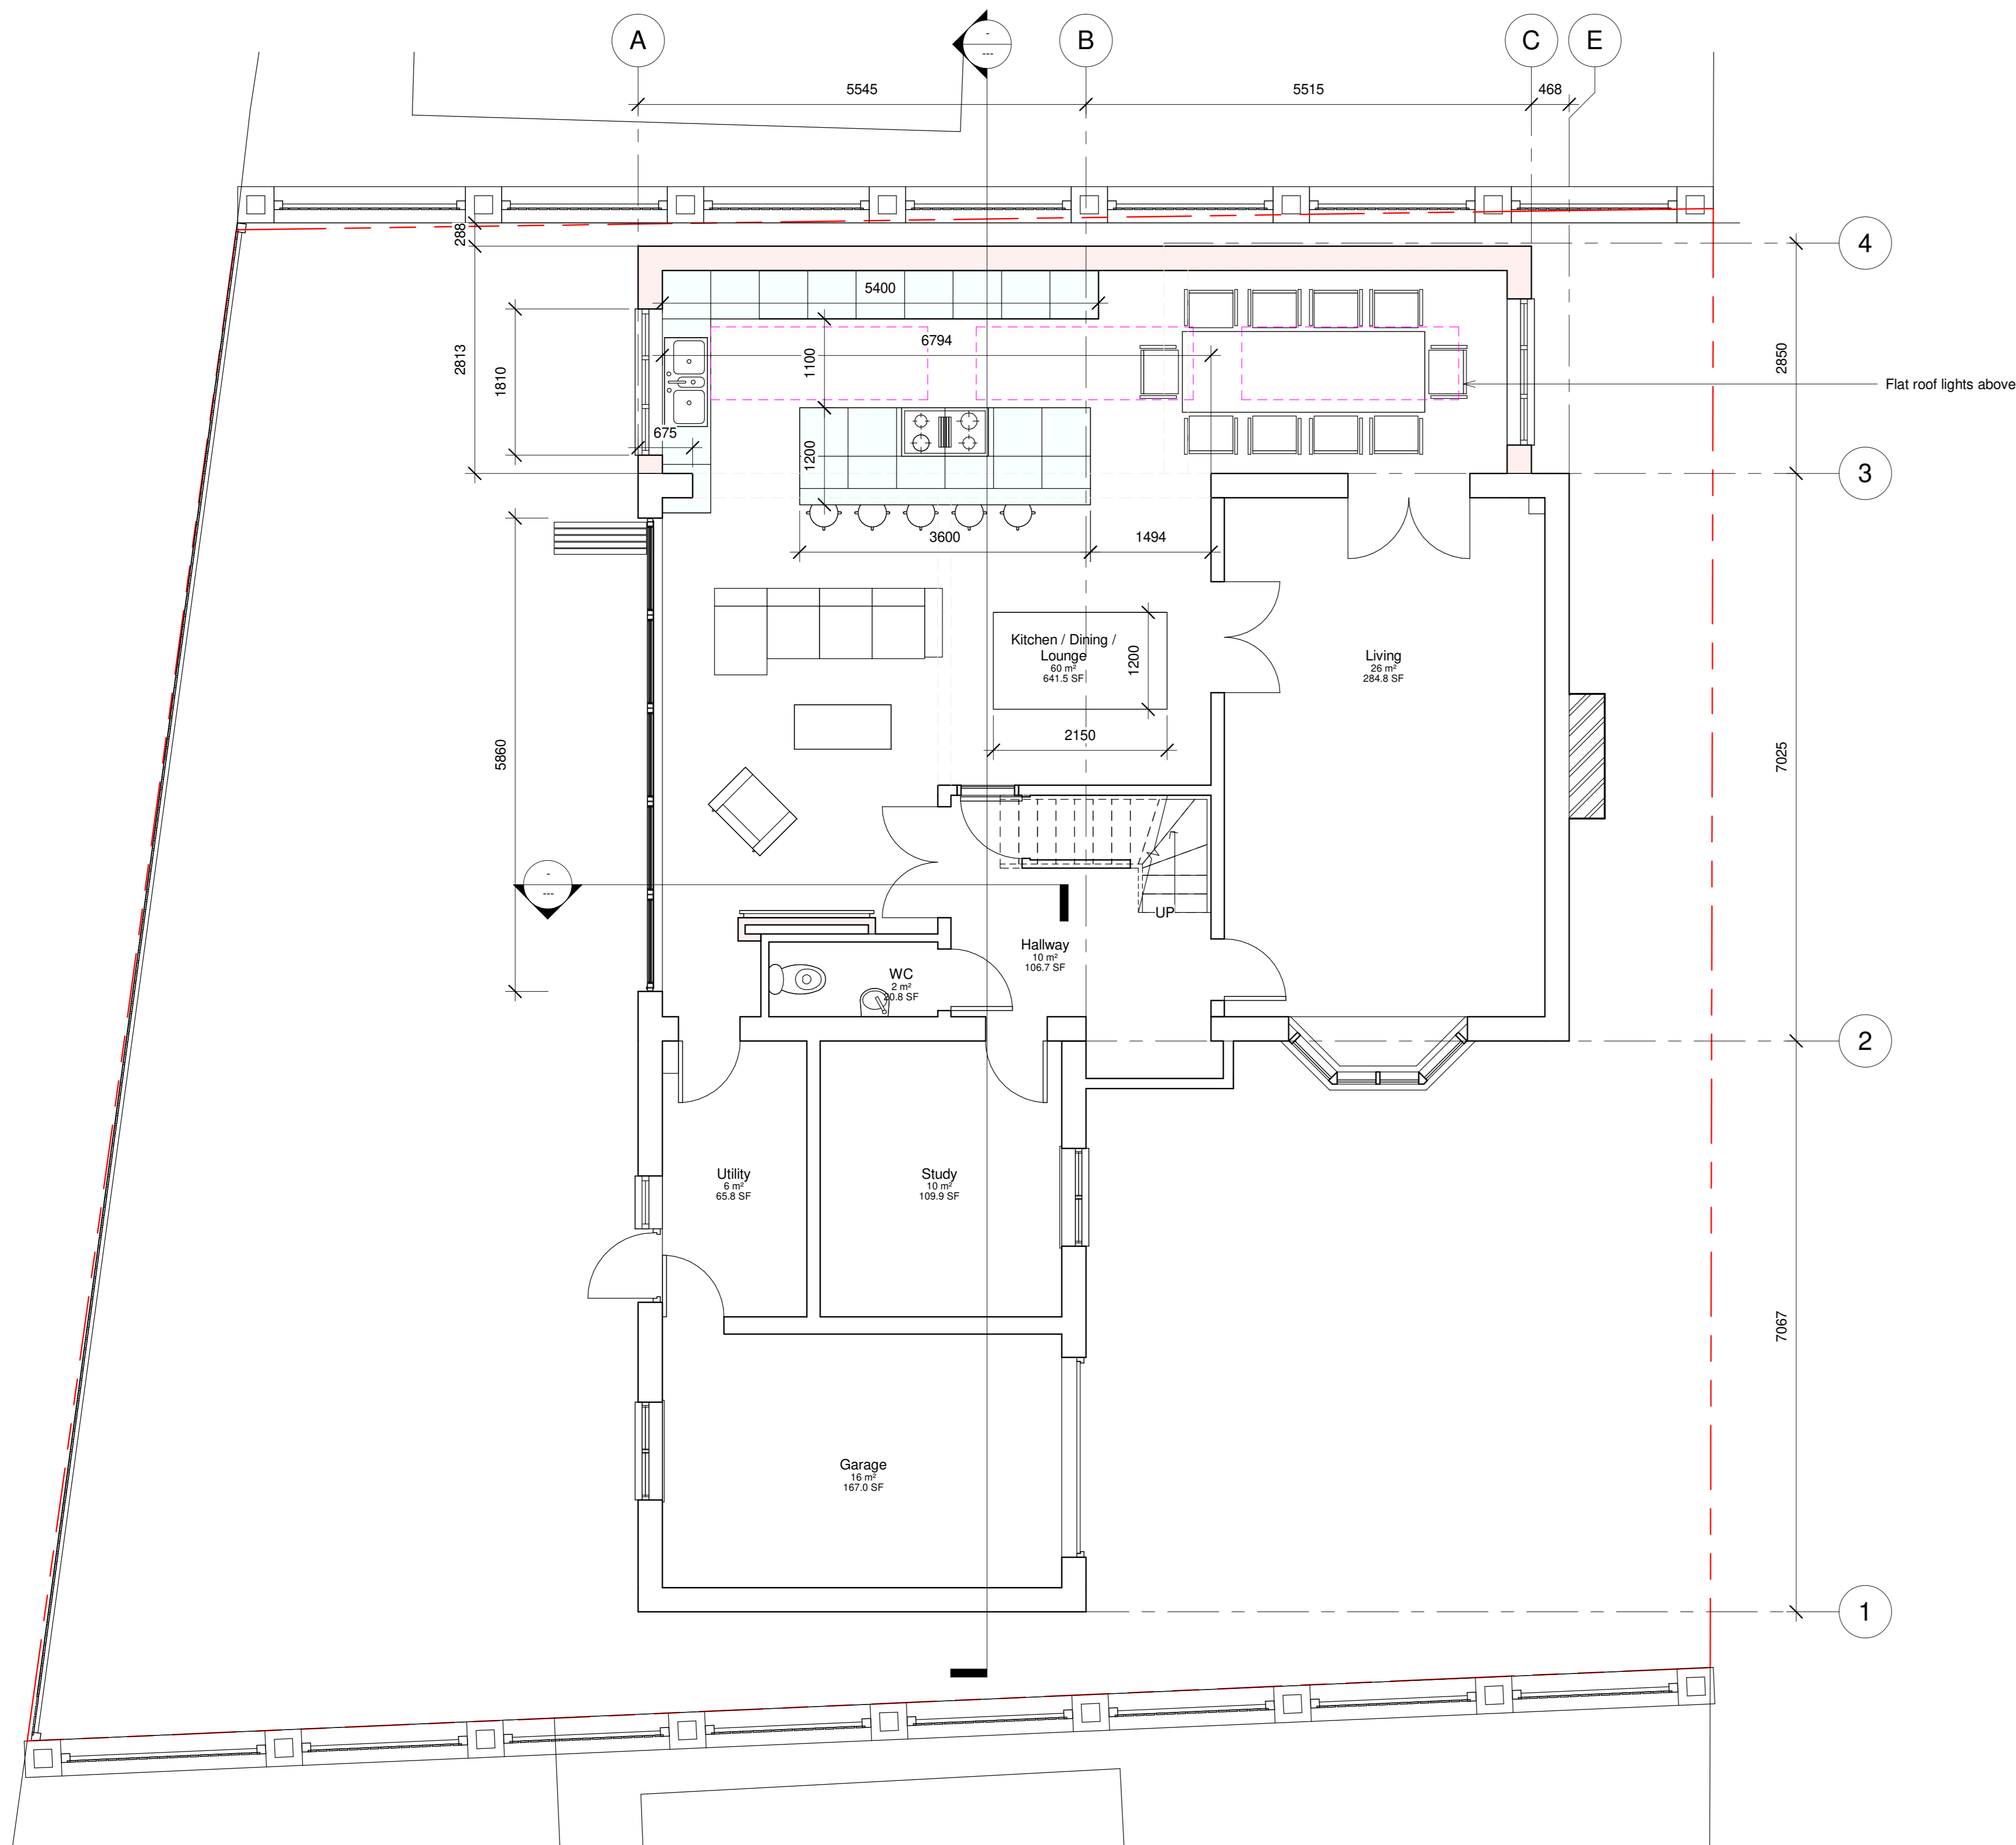 A
-
---
B
C
E
5545
5515
468
288
4
5400
2813
1810
1100
6794
2850
Flat roof lights above
675
1200
3
3600
1494
Kitchen / Dining /
Lounge
60 m²
641.5 SF
1200
Living
26 m²
284.8 SF
2150
5860
7025
-
---
UP
Hallway
10 m²
106.7 SF
WC
2 m²
20.8 SF
2
Utility
6 m²
65.8 SF
Study
10 m²
109.9 SF
7067
Garage
16 m²
167.0 SF
1